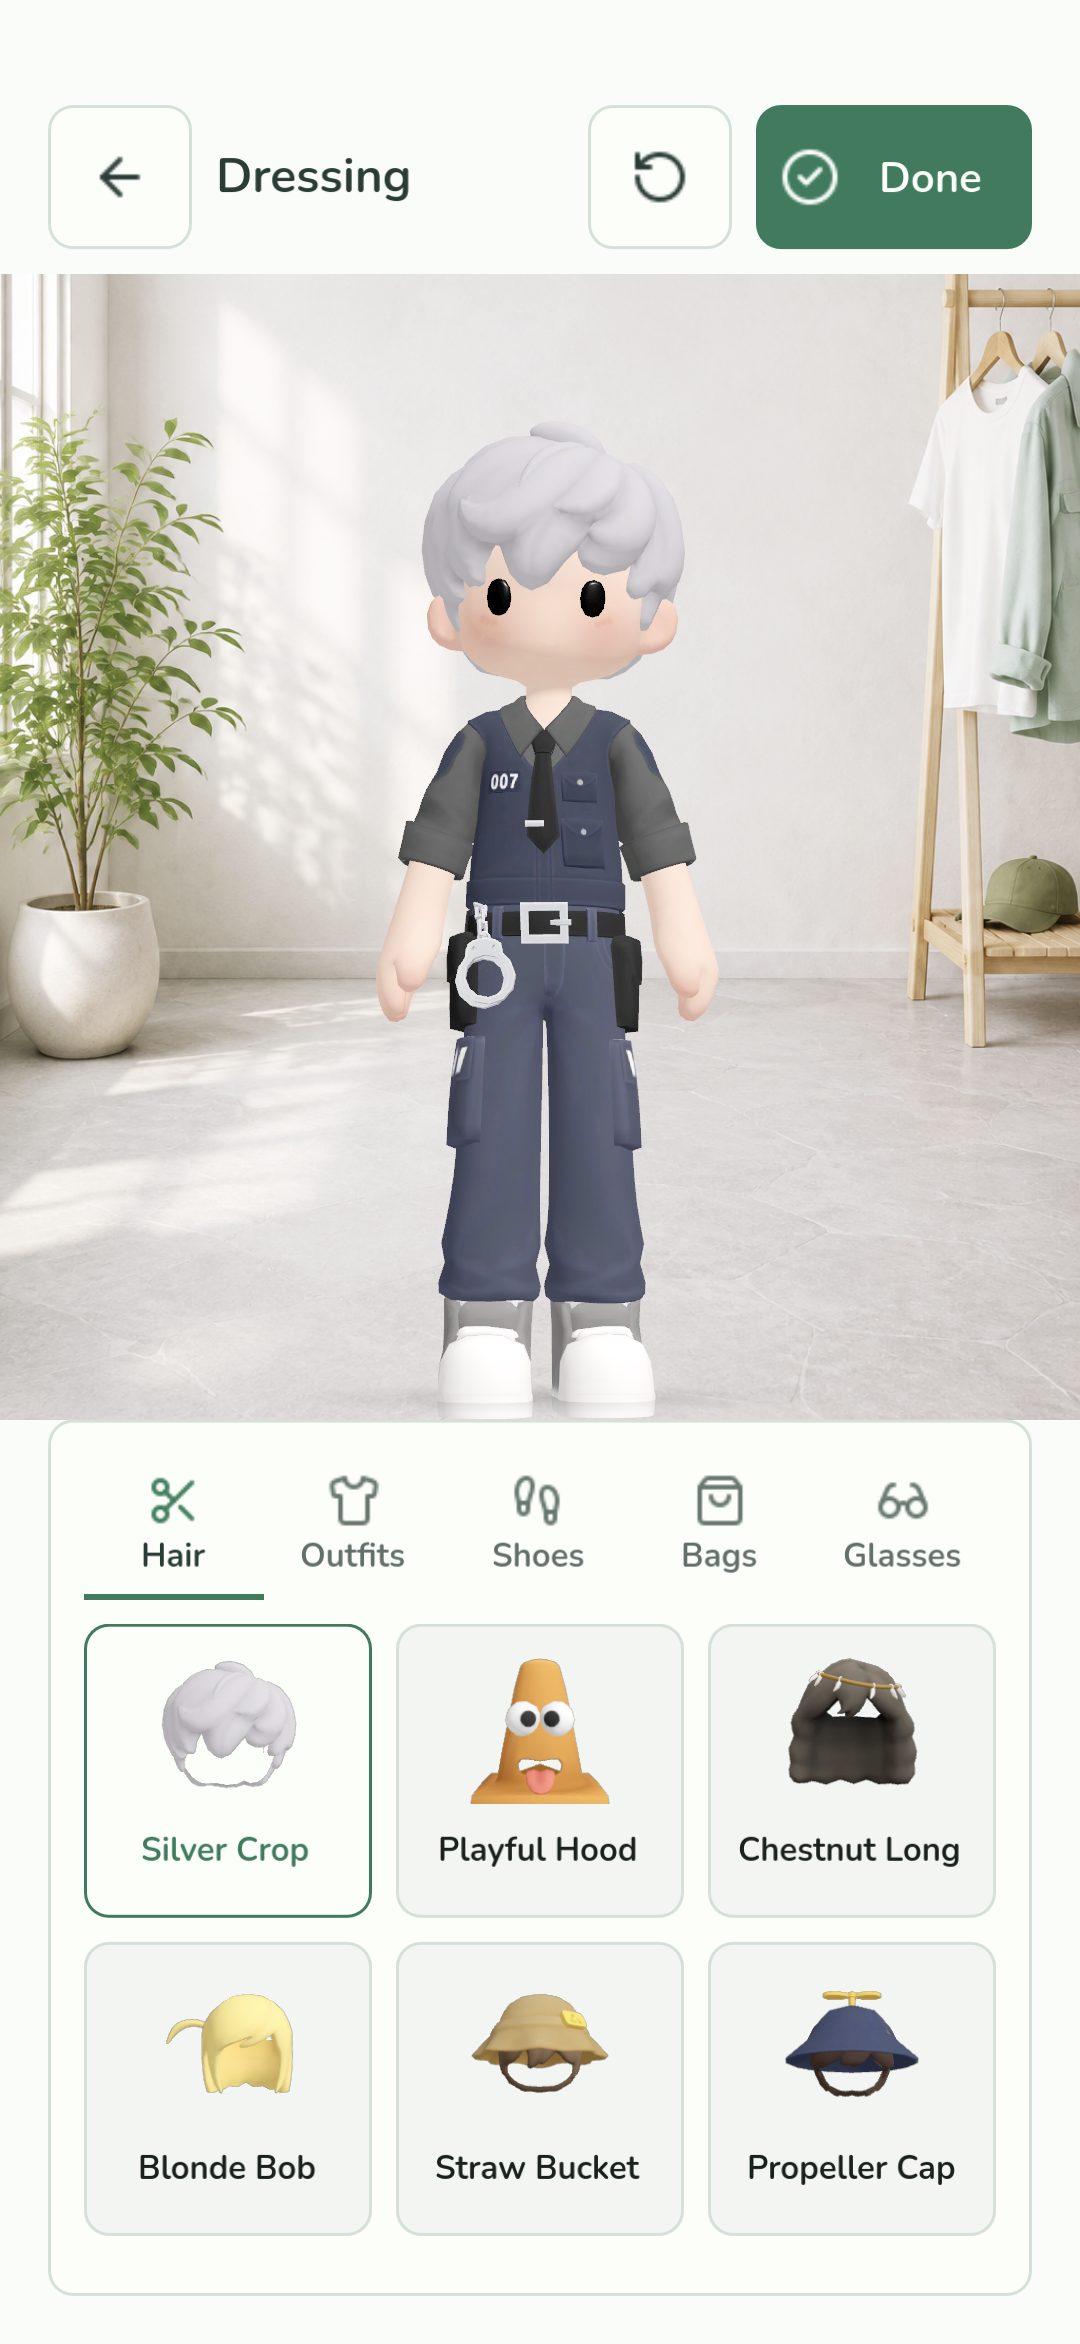 Dressing
Done
007
Hair
Outfits
Shoes
Bags
Glasses
Silver Crop
Playful Hood
Chestnut Long
Blonde Bob
Straw Bucket
Propeller Cap